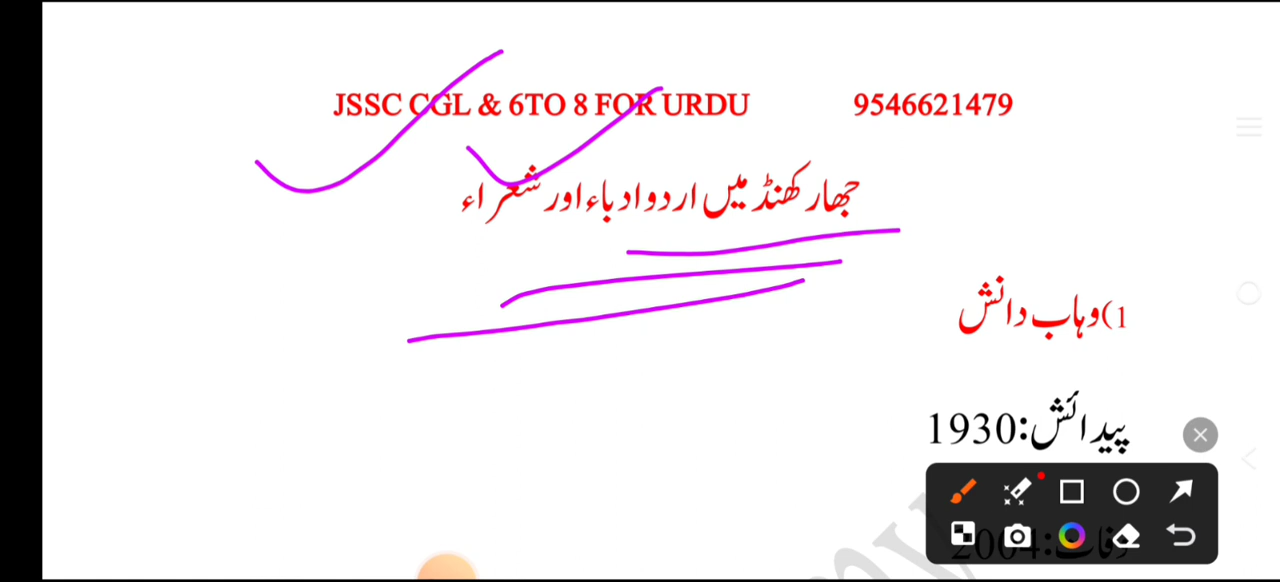 JSSC CGL & 6TO 8 FOR URDU 9546621479
جھارکھنڈ میں اردو ادباء اور شعراء
1)وہاب دانش
پیدائش:1930
وفات:2004